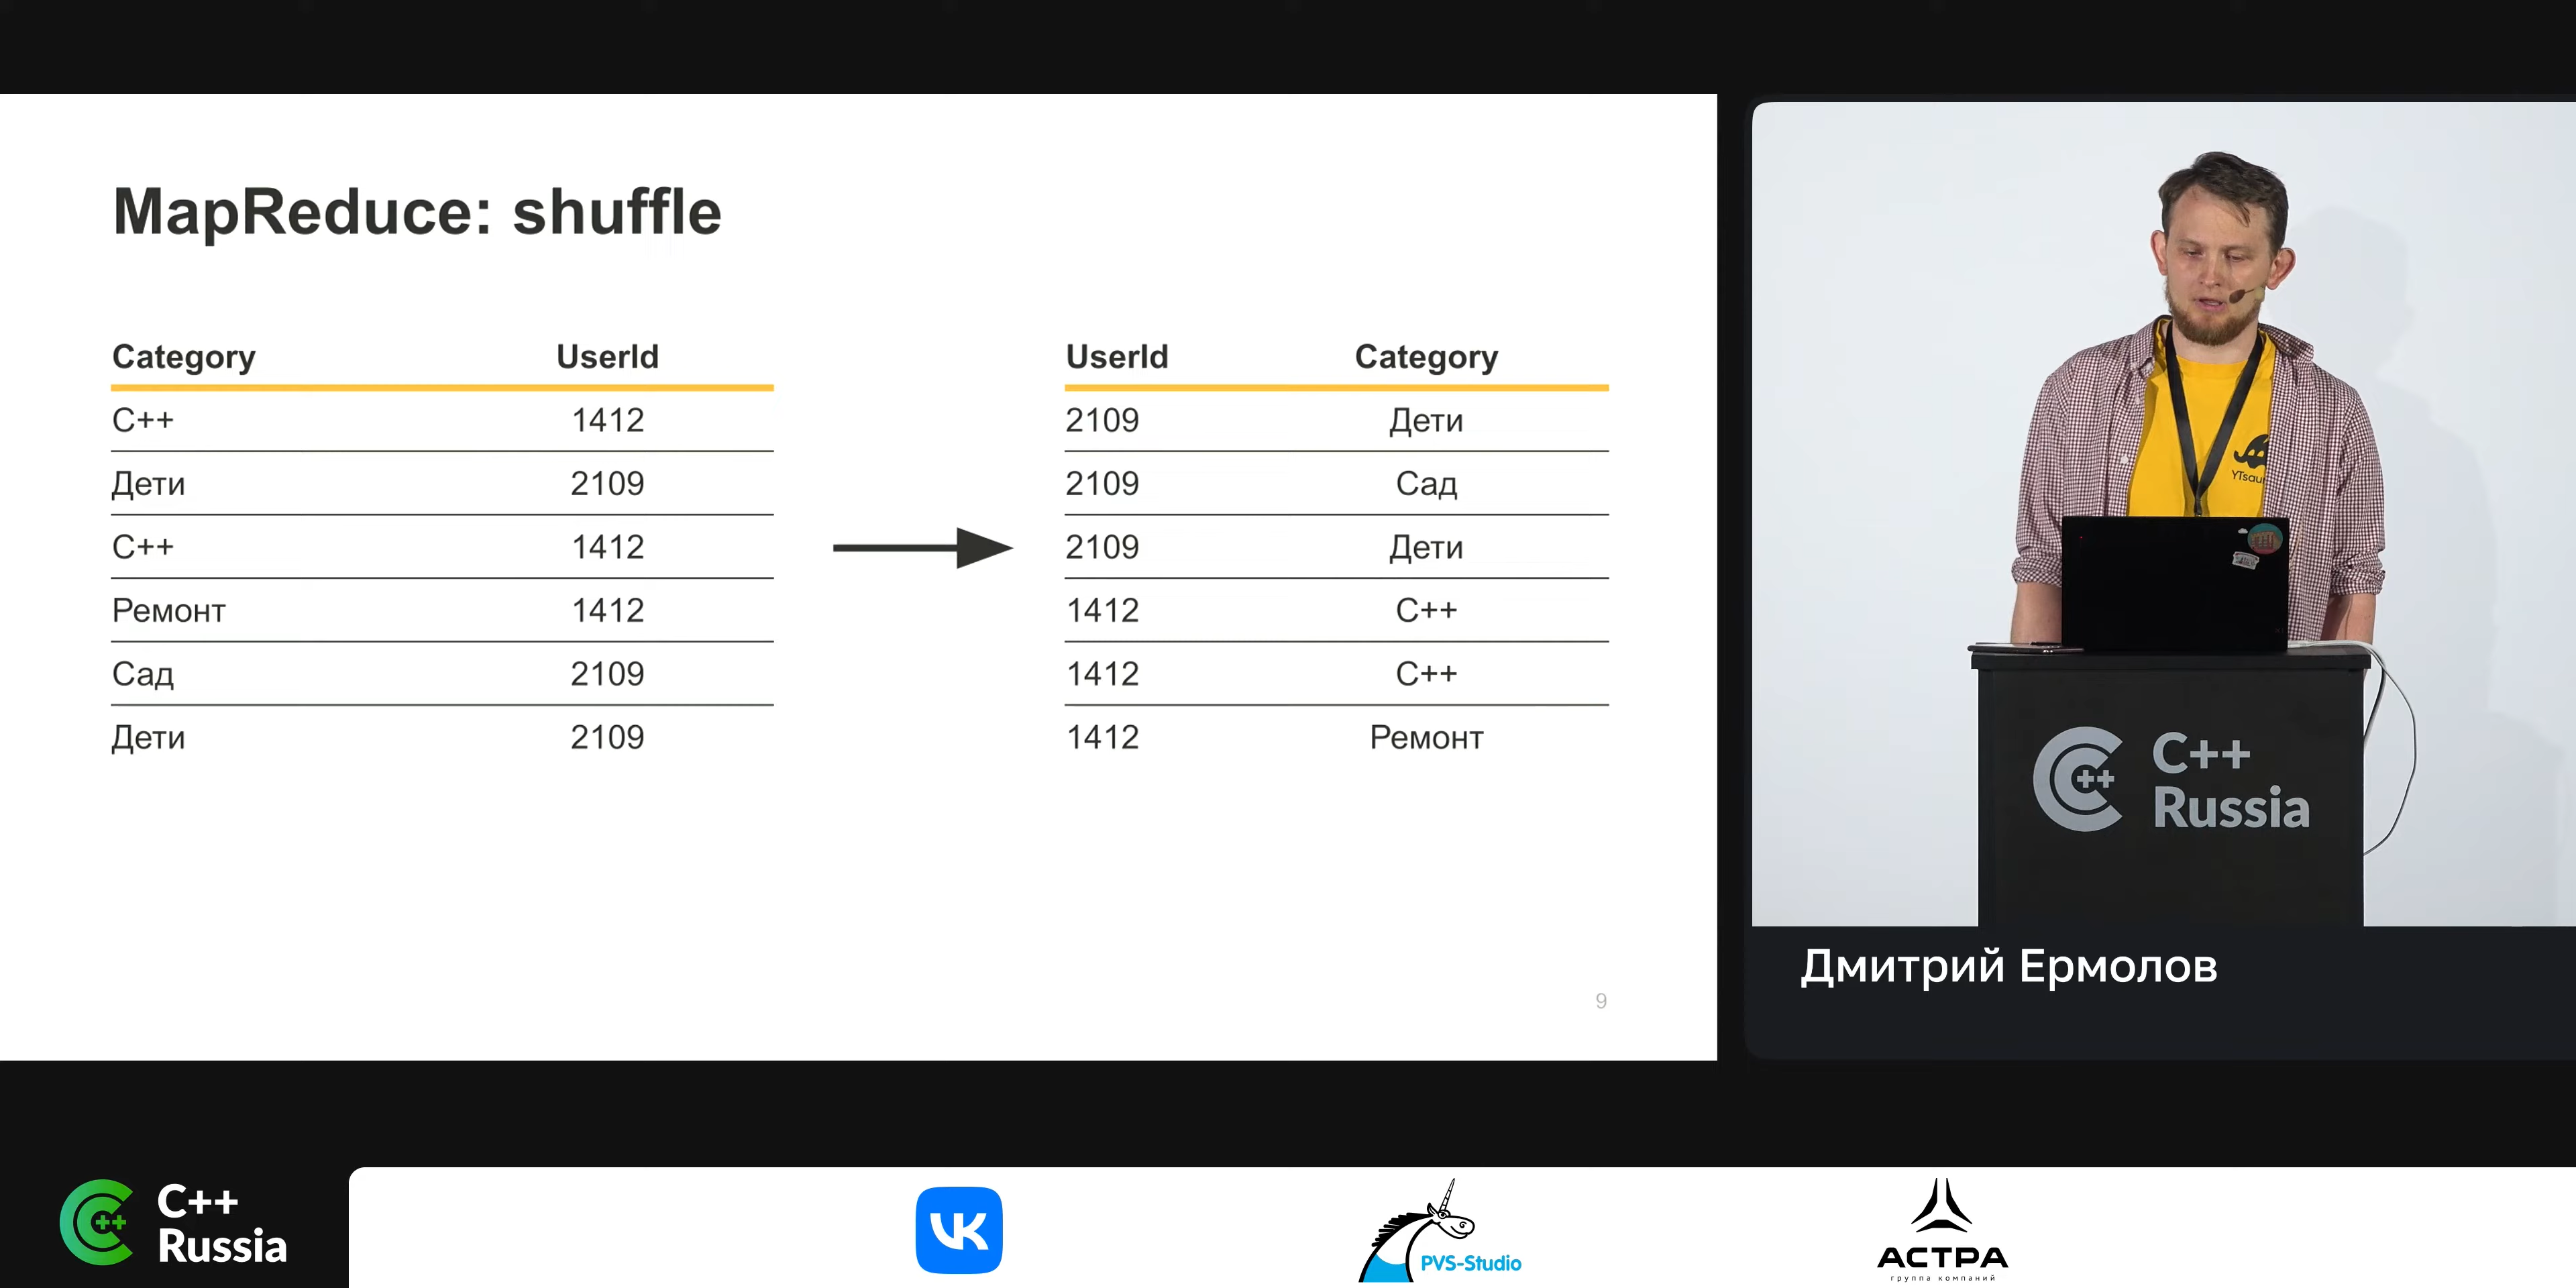 MapReduce: shuffle
Category UserId
C++ 1412
Дети 2109
C++ 1412
Ремонт 1412
Сад 2109
Дети 2109
UserId Category
2109 Дети
2109 Сад
2109 Дети
1412 C++
1412 C++
1412 Ремонт
9
C++
Russia
Дмитрий Ермолов
C++
Russia
VK
PVS-Studio
АСТРА
группа компаний